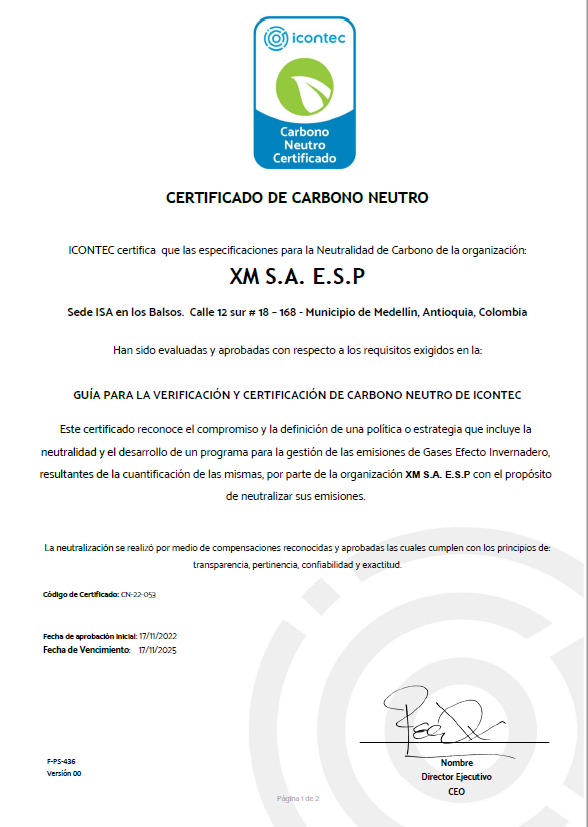 icontec
Carbono
Neutro
Certificado
CERTIFICADO DE CARBONO NEUTRO
ICONTEC certifica que las especificaciones para la Neutralidad de Carbono de la organización:
XM S.A. E.S.P
Sede ISA en los Balsos. Calle 12 sur # 18 – 168 - Municipio de Medellín, Antioquia, Colombia
Han sido evaluadas y aprobadas con respecto a los requisitos exigidos en la:
GUÍA PARA LA VERIFICACIÓN Y CERTIFICACIÓN DE CARBONO NEUTRO DE ICONTEC
Este certificado reconoce el compromiso y la definición de una política o estrategia que incluye la
neutralidad y el desarrollo de un programa para la gestión de las emisiones de Gases Efecto Invernadero,
resultantes de la cuantificación de las mismas, por parte de la organización XM S.A. E.S.P con el propósito
de neutralizar sus emisiones.
La neutralización se realizó por medio de compensaciones reconocidas y aprobadas las cuales cumplen con los principios de:
transparencia, pertinencia, confiabilidad y exactitud.
Código de Certificado: CN-22-053
Fecha de aprobación inicial: 17/11/2022
Fecha de Vencimiento: 17/11/2025
F-PS-436
Versión 00
Nombre
Director Ejecutivo
CEO
Página 1 de 2